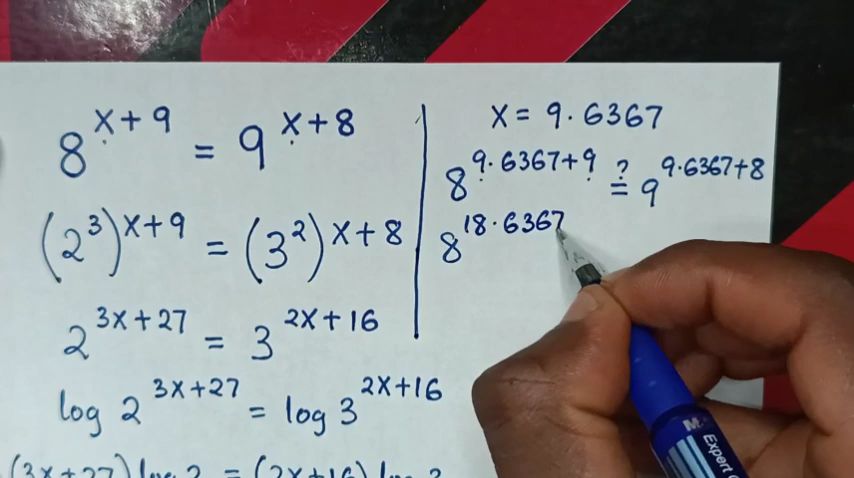 8^{x+9} = 9^{x+8}
(2^3)^{x+9} = (3^2)^{x+8}
2^{3x+27} = 3^{2x+16}
log 2^{3x+27} = log 3^{2x+16}
x = 9.6367
8^{9.6367+9} ≟ 9^{9.6367+8}
8^{18.6367}
Expert